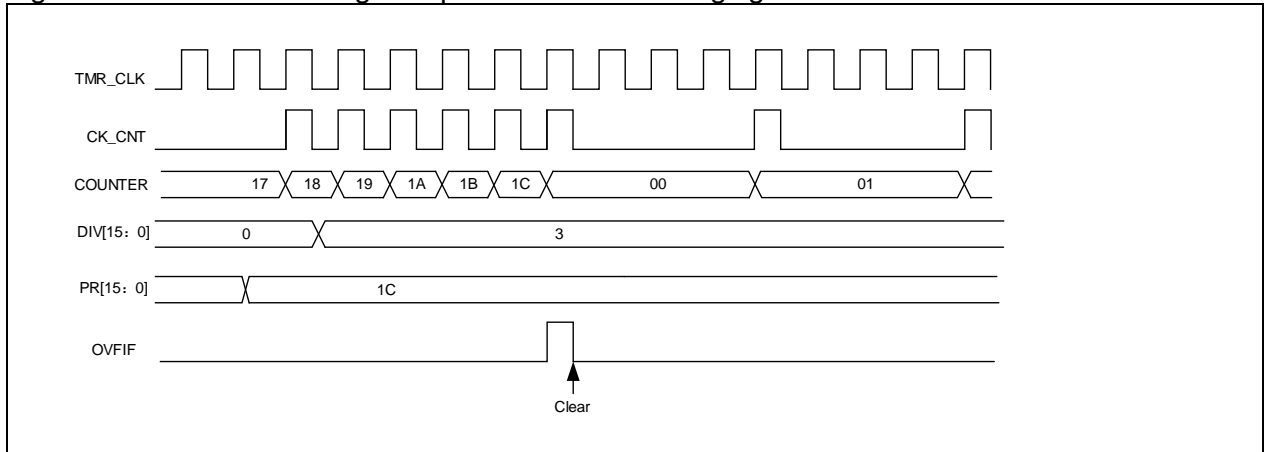 TMR_CLK
CK_CNT
COUNTER 17 18 19 1A 1B 1C 00 01
DIV[15：0] 0 3
PR[15：0] 1C
OVFIF
Clear